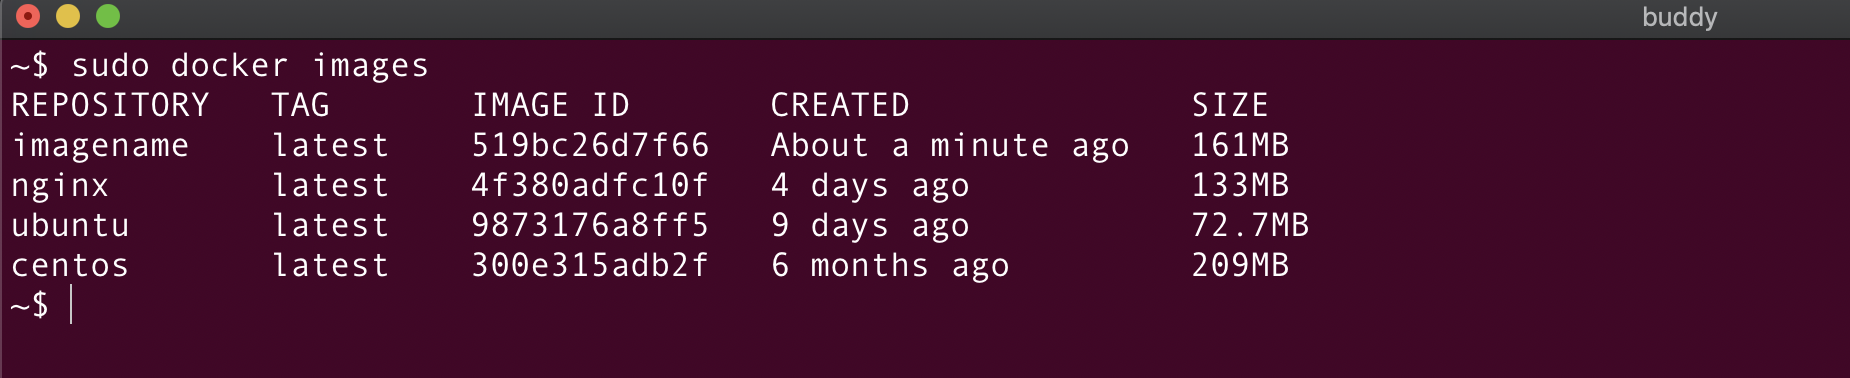 buddy
~$ sudo docker images
REPOSITORY   TAG       IMAGE ID       CREATED              SIZE
imagename    latest    519bc26d7f66   About a minute ago   161MB
nginx        latest    4f380adfc10f   4 days ago           133MB
ubuntu       latest    9873176a8ff5   9 days ago           72.7MB
centos       latest    300e315adb2f   6 months ago         209MB
~$